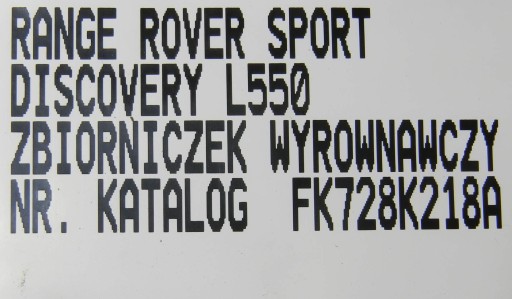 RANGE ROVER SPORT
DISCOVERY L550
ZBIORNICZEK WYROWNAWCZY
NR. KATALOG FK728K218A